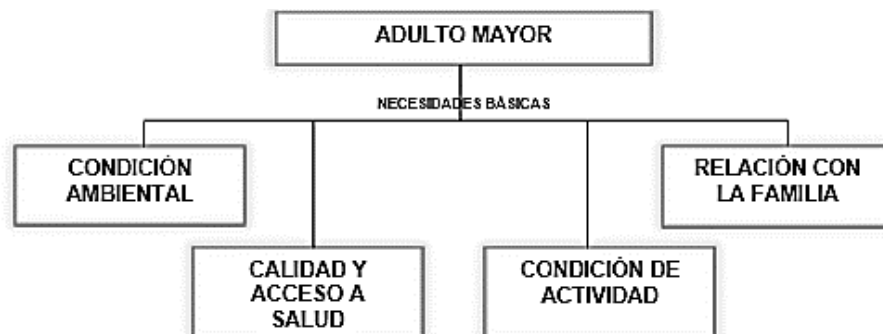 ADULTO MAYOR
NECESIDADES BÁSICAS
CONDICIÓN
AMBIENTAL
RELACIÓN CON
LA FAMILIA
CALIDAD Y
ACCESO A
SALUD
CONDICIÓN DE
ACTIVIDAD